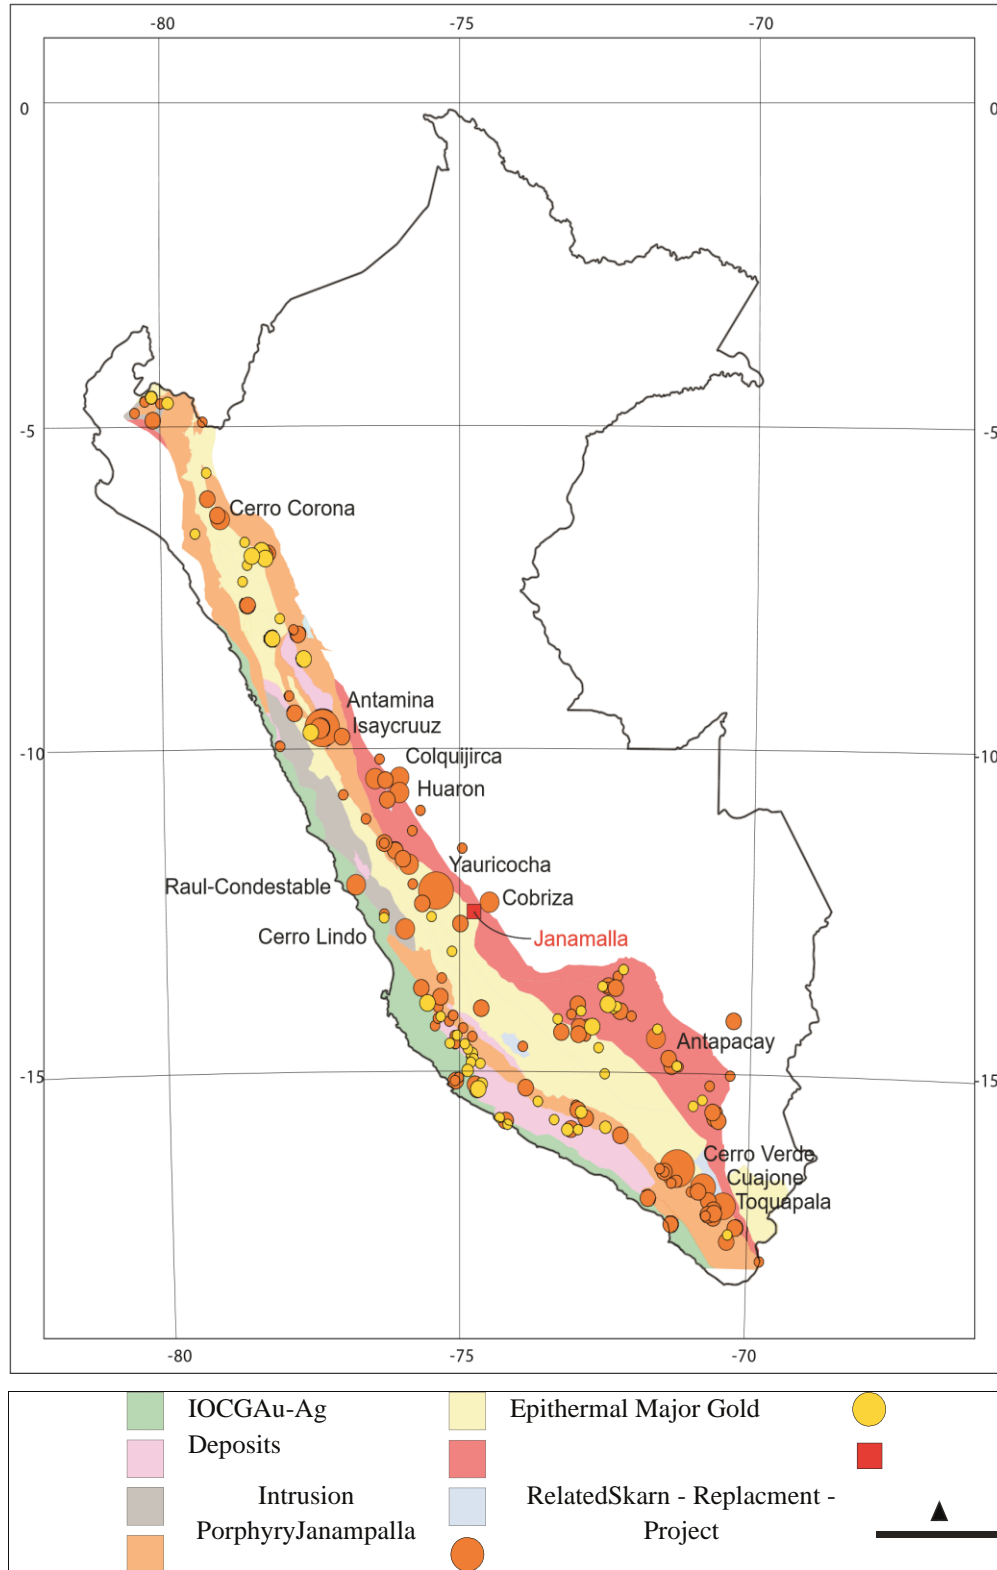 -80 -75 -70
0 0
-5 -5
Cerro Corona
Antamina
Isaycruuz
-10 -10
Colquijirca
Huaron
Yauricocha
Raul-Condestable
Cobriza
Cerro Lindo
Janamalla
Antapacay
-15 -15
Cerro Verde
Cuajone
Toquapala
-80 -75 -70
IOCGAu-Ag Epithermal Major Gold
Deposits
Intrusion RelatedSkarn - Replacment -
PorphyryJanampalla Project